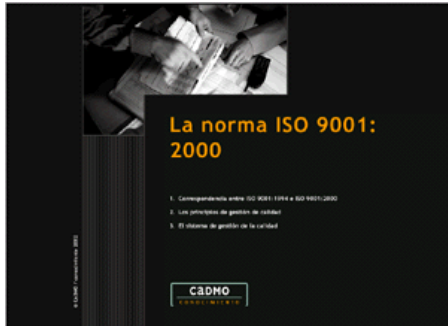 La norma ISO 9001:
2000
1. Correspondencia entre ISO 9001:1994 e ISO 9001:2000
2. Los principios de gestión de calidad
3. El sistema de gestión de la calidad
CADMO
CONOCIMIENTO